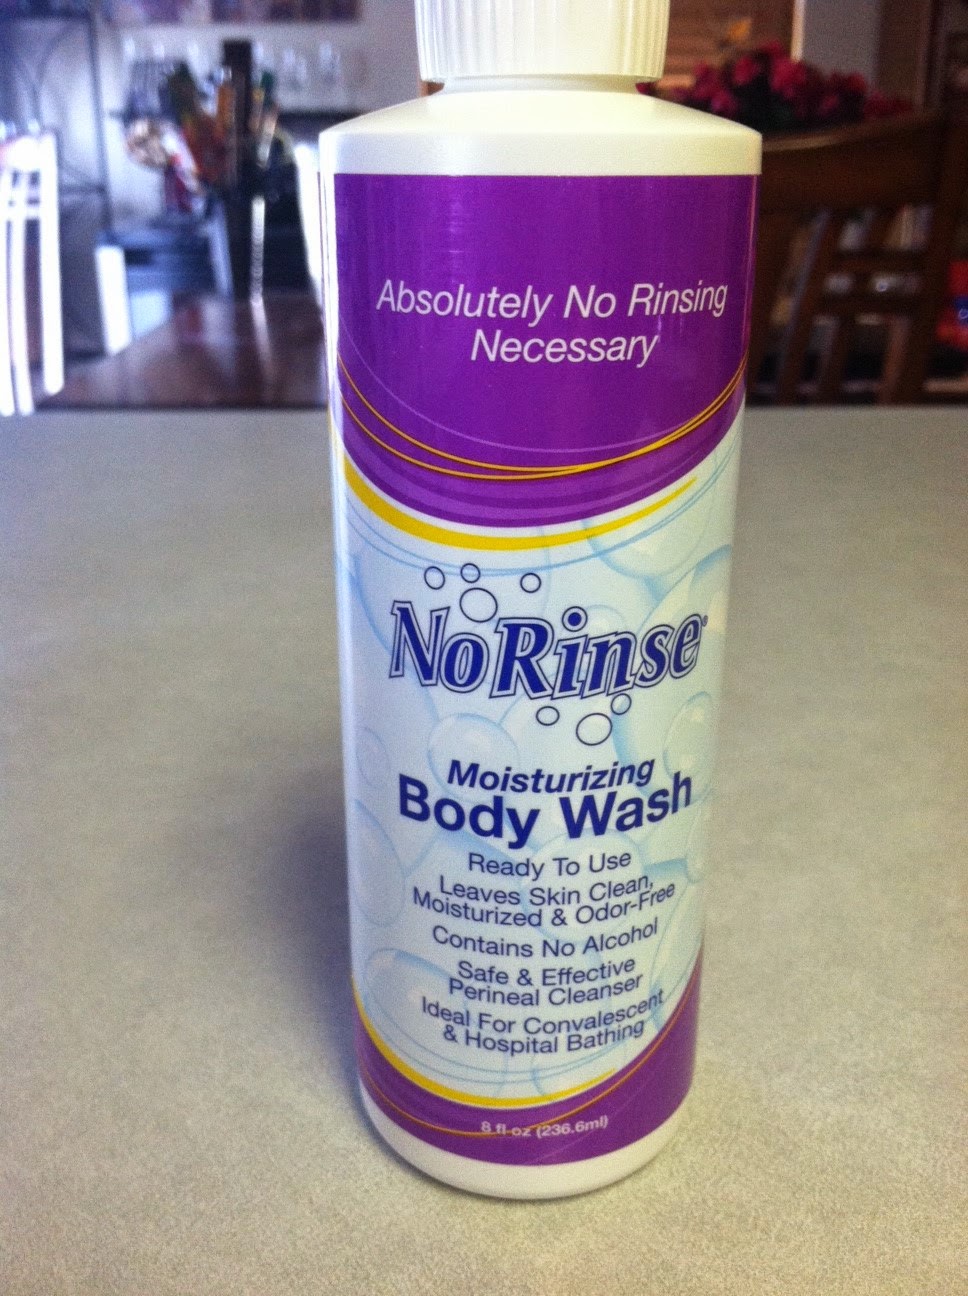 Absolutely No Rinsing
Necessary
NoRinse®
Moisturizing
Body Wash
Ready To Use
Leaves Skin Clean,
Moisturized & Odor-Free
Contains No Alcohol
Safe & Effective
Perineal Cleanser
Ideal For Convalescent
& Hospital Bathing
8 fl oz (236.6ml)